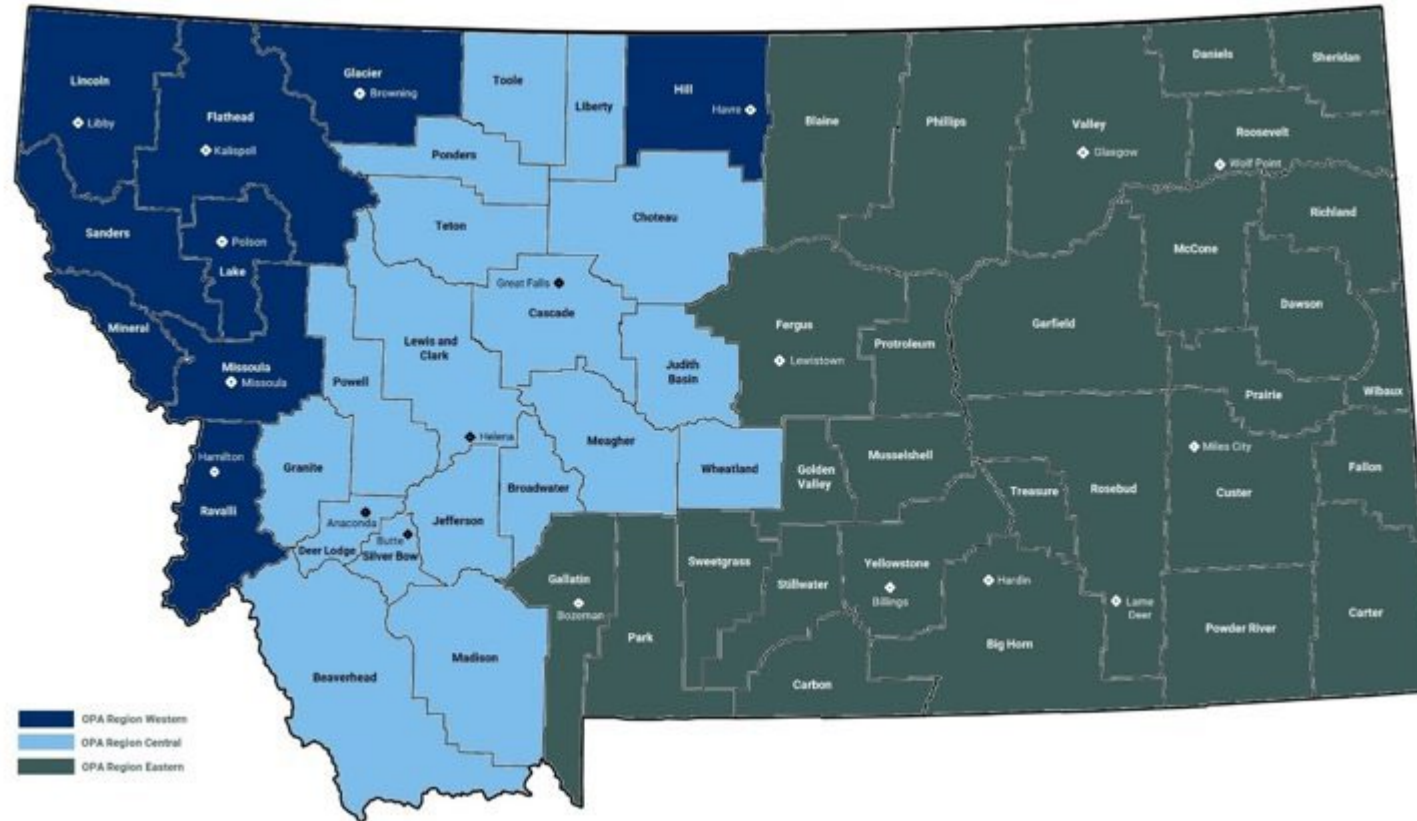 Lincoln
Libby
Flathead
Kalispell
Glacier
Browning
Toole
Liberty
Hill
Havre
Blaine
Phillips
Valley
Glasgow
Daniels
Sheridan
Roosevelt
Wolf Point
Ponders
Teton
Choteau
Richland
McCone
Sanders
Polson
Lake
Great Falls
Cascade
Dawson
Mineral
Missoula
Missoula
Powell
Lewis and
Clark
Judith
Basin
Fergus
Lewistown
Protroleum
Garfield
Prairie
Wibaux
Hamilton
Ravalli
Granite
Helena
Meagher
Wheatland
Broadwater
Golden
Valley
Musselshell
Treasure
Rosebud
Miles City
Custer
Fallon
Anaconda
Deer Lodge
Butte
Silver Bow
Jefferson
Gallatin
Bozeman
Park
Sweetgrass
Stillwater
Yellowstone
Billings
Hardin
Big Horn
Lame
Deer
Powder River
Carter
Beaverhead
Madison
Carbon
OPA Region Western
OPA Region Central
OPA Region Eastern